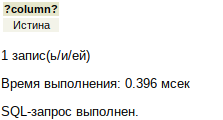 ?column?
Истина
1 запис(ь/и/ей)
Время выполнения: 0.396 мсек
SQL-запрос выполнен.